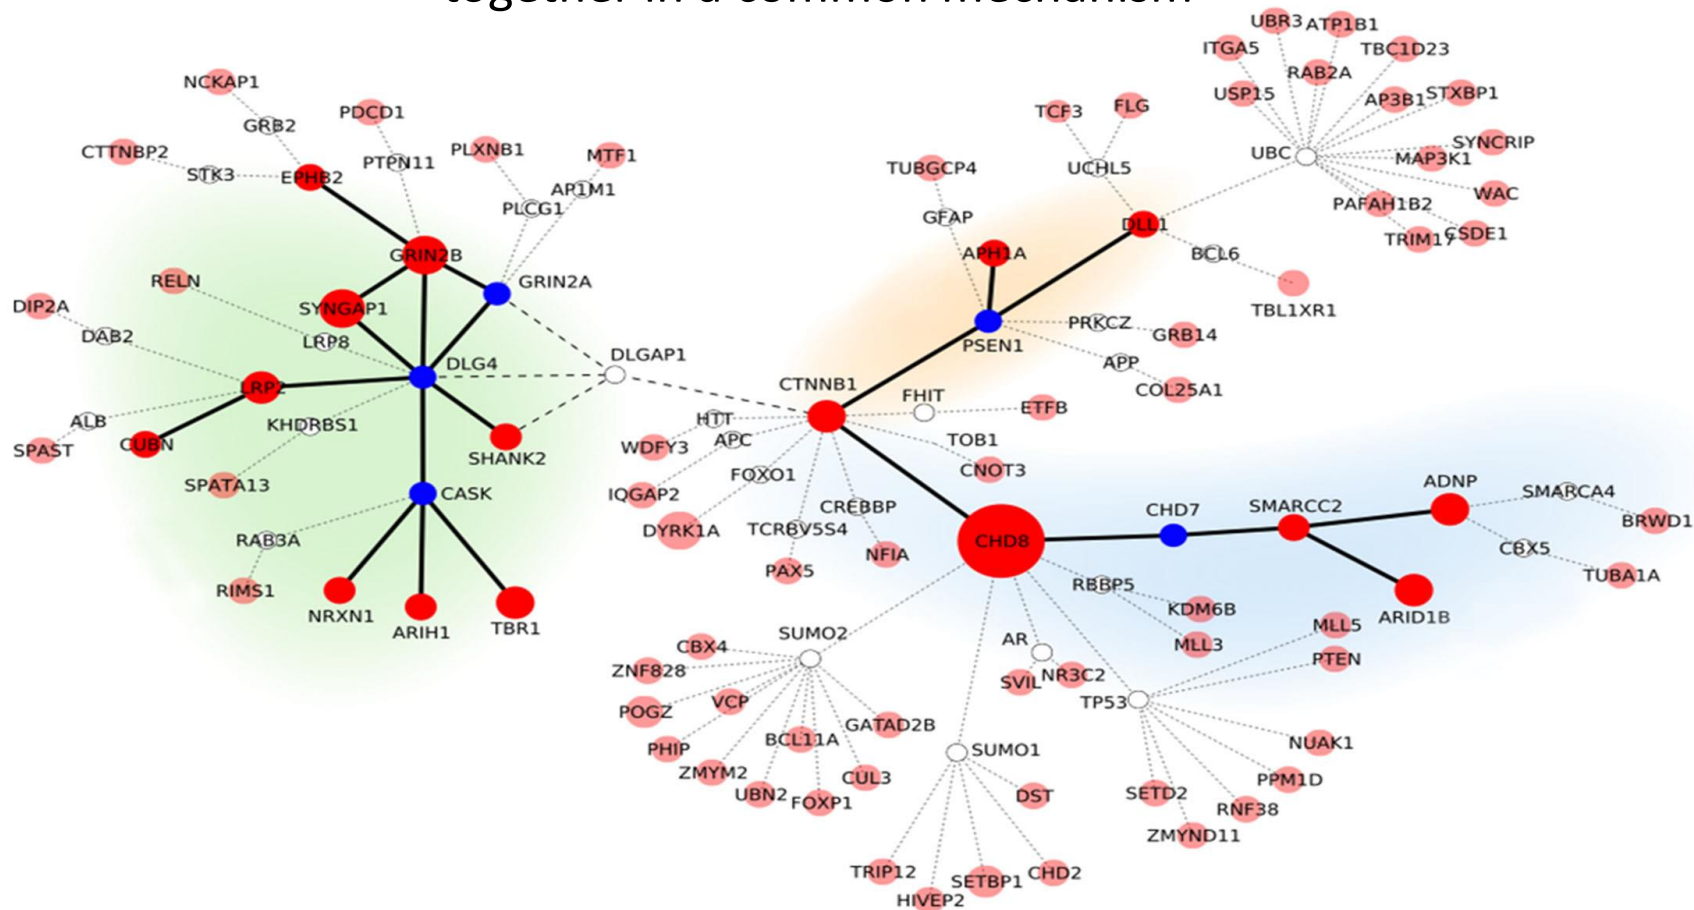 together in a common mechanism
UBR3
ATP1B1
ITGA5
TBC1D23
RAB2A
NCKAP1
USP15
AP3B1
STXBP1
PDCD1
TCF3
FLG
GRB2
CTTNBP2
PLXNB1
MTF1
SYNCRIP
UBC
MAP3K1
PTPN11
TUBGCP4
UCHL5
STK3
EPHB2
AP1M1
WAC
PLCG1
PAFAH1B2
GFAP
DLL1
CSDE1
TRIM17
GRIN2B
APH1A
BCL6
RELN
GRIN2A
DIP2A
SYNGAP1
TBL1XR1
PRKCZ
GRB14
DAB2
LRP8
PSEN1
DLGAP1
DLG4
APP
LRP2
CTNNB1
COL25A1
FHIT
ETFB
ALB
KHDRBS1
HTT
SPAST
CUBN
WDFY3
APC
TOB1
SHANK2
CNOT3
SPATA13
FOXO1
IQGAP2
CASK
ADNP
SMARCA4
CREBBP
CHD7
SMARCC2
DYRK1A
TCRBV5S4
BRWD1
RAB3A
CHD8
NFIA
CBX5
PAX5
TUBA1A
RIMS1
RBBP5
NRXN1
KDM6B
ARID1B
ARIH1
TBR1
SUMO2
AR
MLL5
CBX4
MLL3
ZNF828
PTEN
SVIL
NR3C2
VCP
TP53
POGZ
GATAD2B
BCL11A
PHIP
SUMO1
NUAK1
ZMYM2
CUL3
PPM1D
UBN2
FOXP1
DST
SETD2
RNF38
ZMYND11
TRIP12
SETBP1
CHD2
HIVEP2